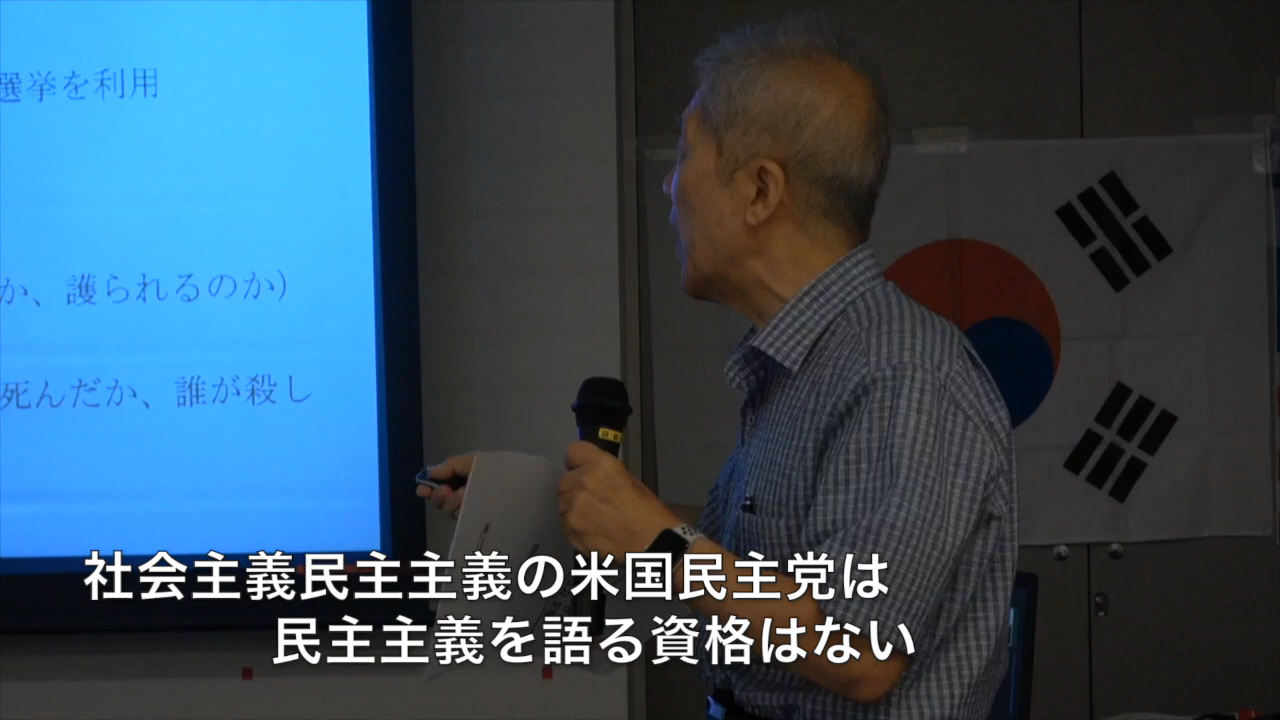 選挙を利用
か、護られるのか）
死んだか、誰が殺し
社会主義民主主義の米国民主党は
民主主義を語る資格はない